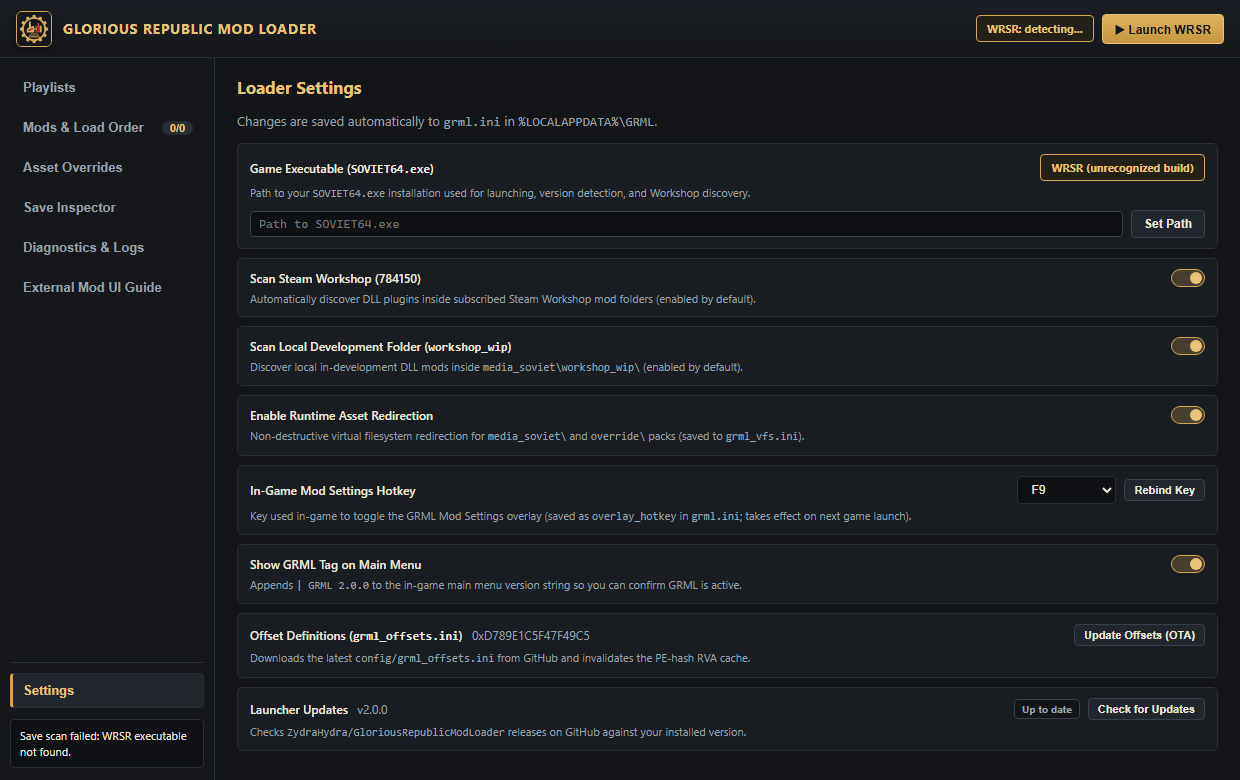 GLORIOUS REPUBLIC MOD LOADER
WRSR: detecting...
▶ Launch WRSR
Playlists
Mods & Load Order 0/0
Asset Overrides
Save Inspector
Diagnostics & Logs
External Mod UI Guide
Settings
Save scan failed: WRSR executable
not found.
Loader Settings
Changes are saved automatically to grml.ini in %LOCALAPPDATA%\GRML.
Game Executable (SOVIET64.exe)
WRSR (unrecognized build)
Path to your SOVIET64.exe installation used for launching, version detection, and Workshop discovery.
Path to SOVIET64.exe
Set Path
Scan Steam Workshop (784150)
Automatically discover DLL plugins inside subscribed Steam Workshop mod folders (enabled by default).
Scan Local Development Folder (workshop_wip)
Discover local in-development DLL mods inside media_soviet\workshop_wip\ (enabled by default).
Enable Runtime Asset Redirection
Non-destructive virtual filesystem redirection for media_soviet\ and override\ packs (saved to grml_vfs.ini).
In-Game Mod Settings Hotkey
F9
Rebind Key
Key used in-game to toggle the GRML Mod Settings overlay (saved as overlay_hotkey in grml.ini; takes effect on next game launch).
Show GRML Tag on Main Menu
Appends | GRML 2.0.0 to the in-game main menu version string so you can confirm GRML is active.
Offset Definitions (grml_offsets.ini) 0xD789E1C5F47F49C5
Update Offsets (OTA)
Downloads the latest config/grml_offsets.ini from GitHub and invalidates the PE-hash RVA cache.
Launcher Updates v2.0.0
Up to date
Check for Updates
Checks ZydraHydra/GloriousRepublicModLoader releases on GitHub against your installed version.